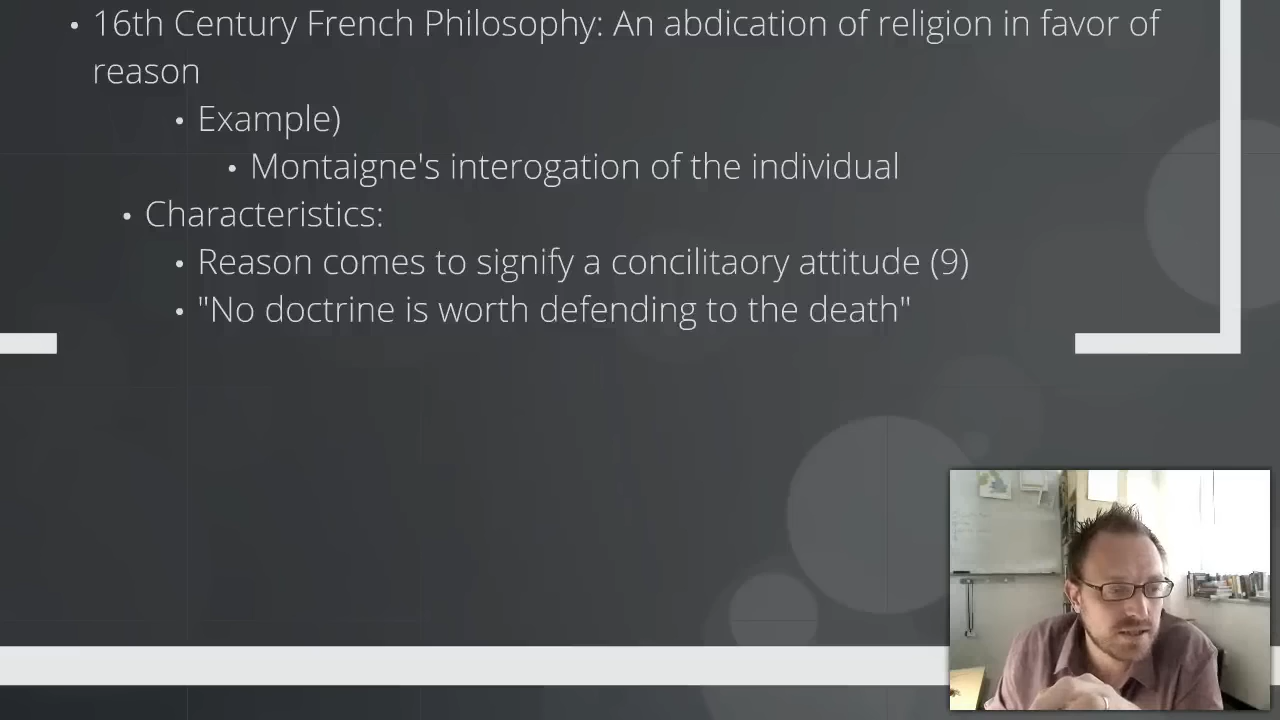 • 16th Century French Philosophy: An abdication of religion in favor of
reason
• Example)
• Montaigne's interogation of the individual
• Characteristics:
• Reason comes to signify a concilitaory attitude (9)
• "No doctrine is worth defending to the death"